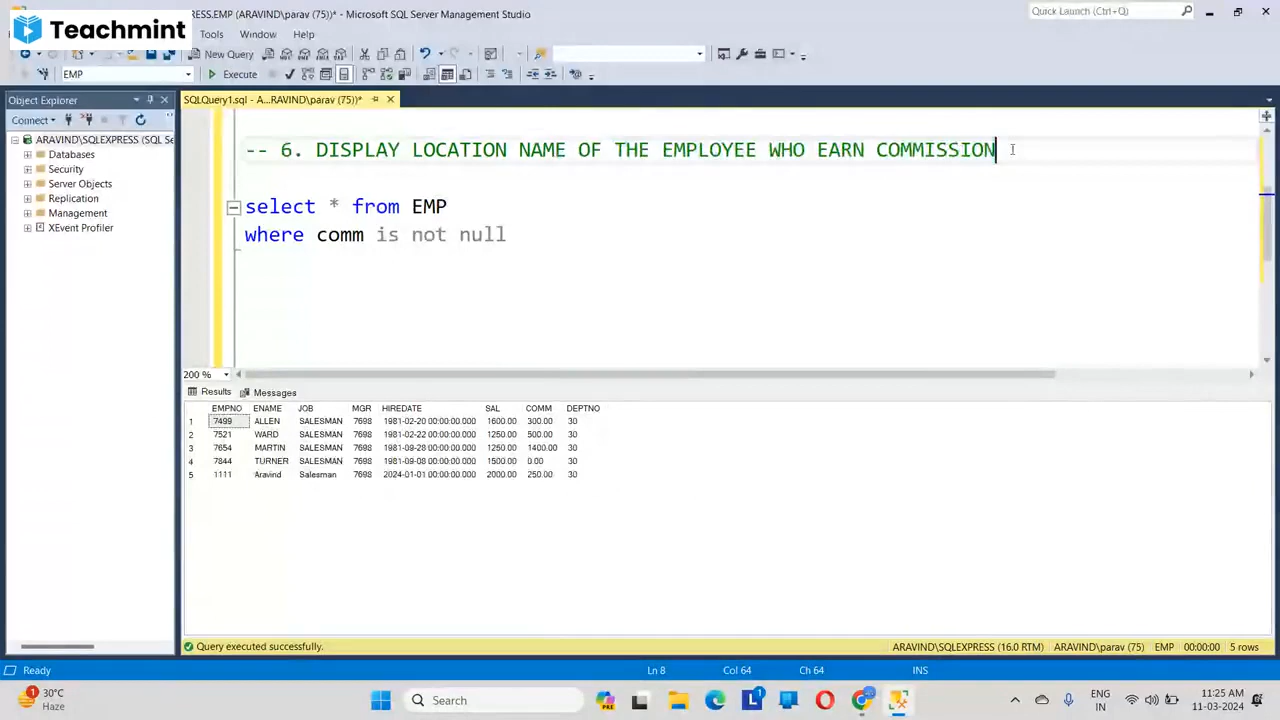 RESS.EMP (ARAVIND\parav (75))* - Microsoft SQL Server Management Studio
Quick Launch (Ctrl+Q)
Teachmint
Tools Window Help
New Query
EMP Execute
Object Explorer
SQLQuery1.sql - A...RAVIND\parav (75))*
Connect
ARAVIND\SQLEXPRESS (SQL Se
Databases
Security
Server Objects
Replication
Management
XEvent Profiler
-- 6. DISPLAY LOCATION NAME OF THE EMPLOYEE WHO EARN COMMISSION
select * from EMP
where comm is not null
200 %
Results Messages
EMPNO ENAME JOB MGR HIREDATE SAL COMM DEPTNO
1 7499 ALLEN SALESMAN 7698 1981-02-20 00:00:00.000 1600.00 300.00 30
2 7521 WARD SALESMAN 7698 1981-02-22 00:00:00.000 1250.00 500.00 30
3 7654 MARTIN SALESMAN 7698 1981-09-28 00:00:00.000 1250.00 1400.00 30
4 7844 TURNER SALESMAN 7698 1981-09-08 00:00:00.000 1500.00 0.00 30
5 1111 Aravind Salesman 7698 2024-01-01 00:00:00.000 2000.00 250.00 30
Query executed successfully.
ARAVIND\SQLEXPRESS (16.0 RTM) ARAVIND\parav (75) EMP 00:00:00 5 rows
Ready Ln 8 Col 64 Ch 64 INS
1 30°C
Haze
Search
ENG
IN
11:25 AM
11-03-2024